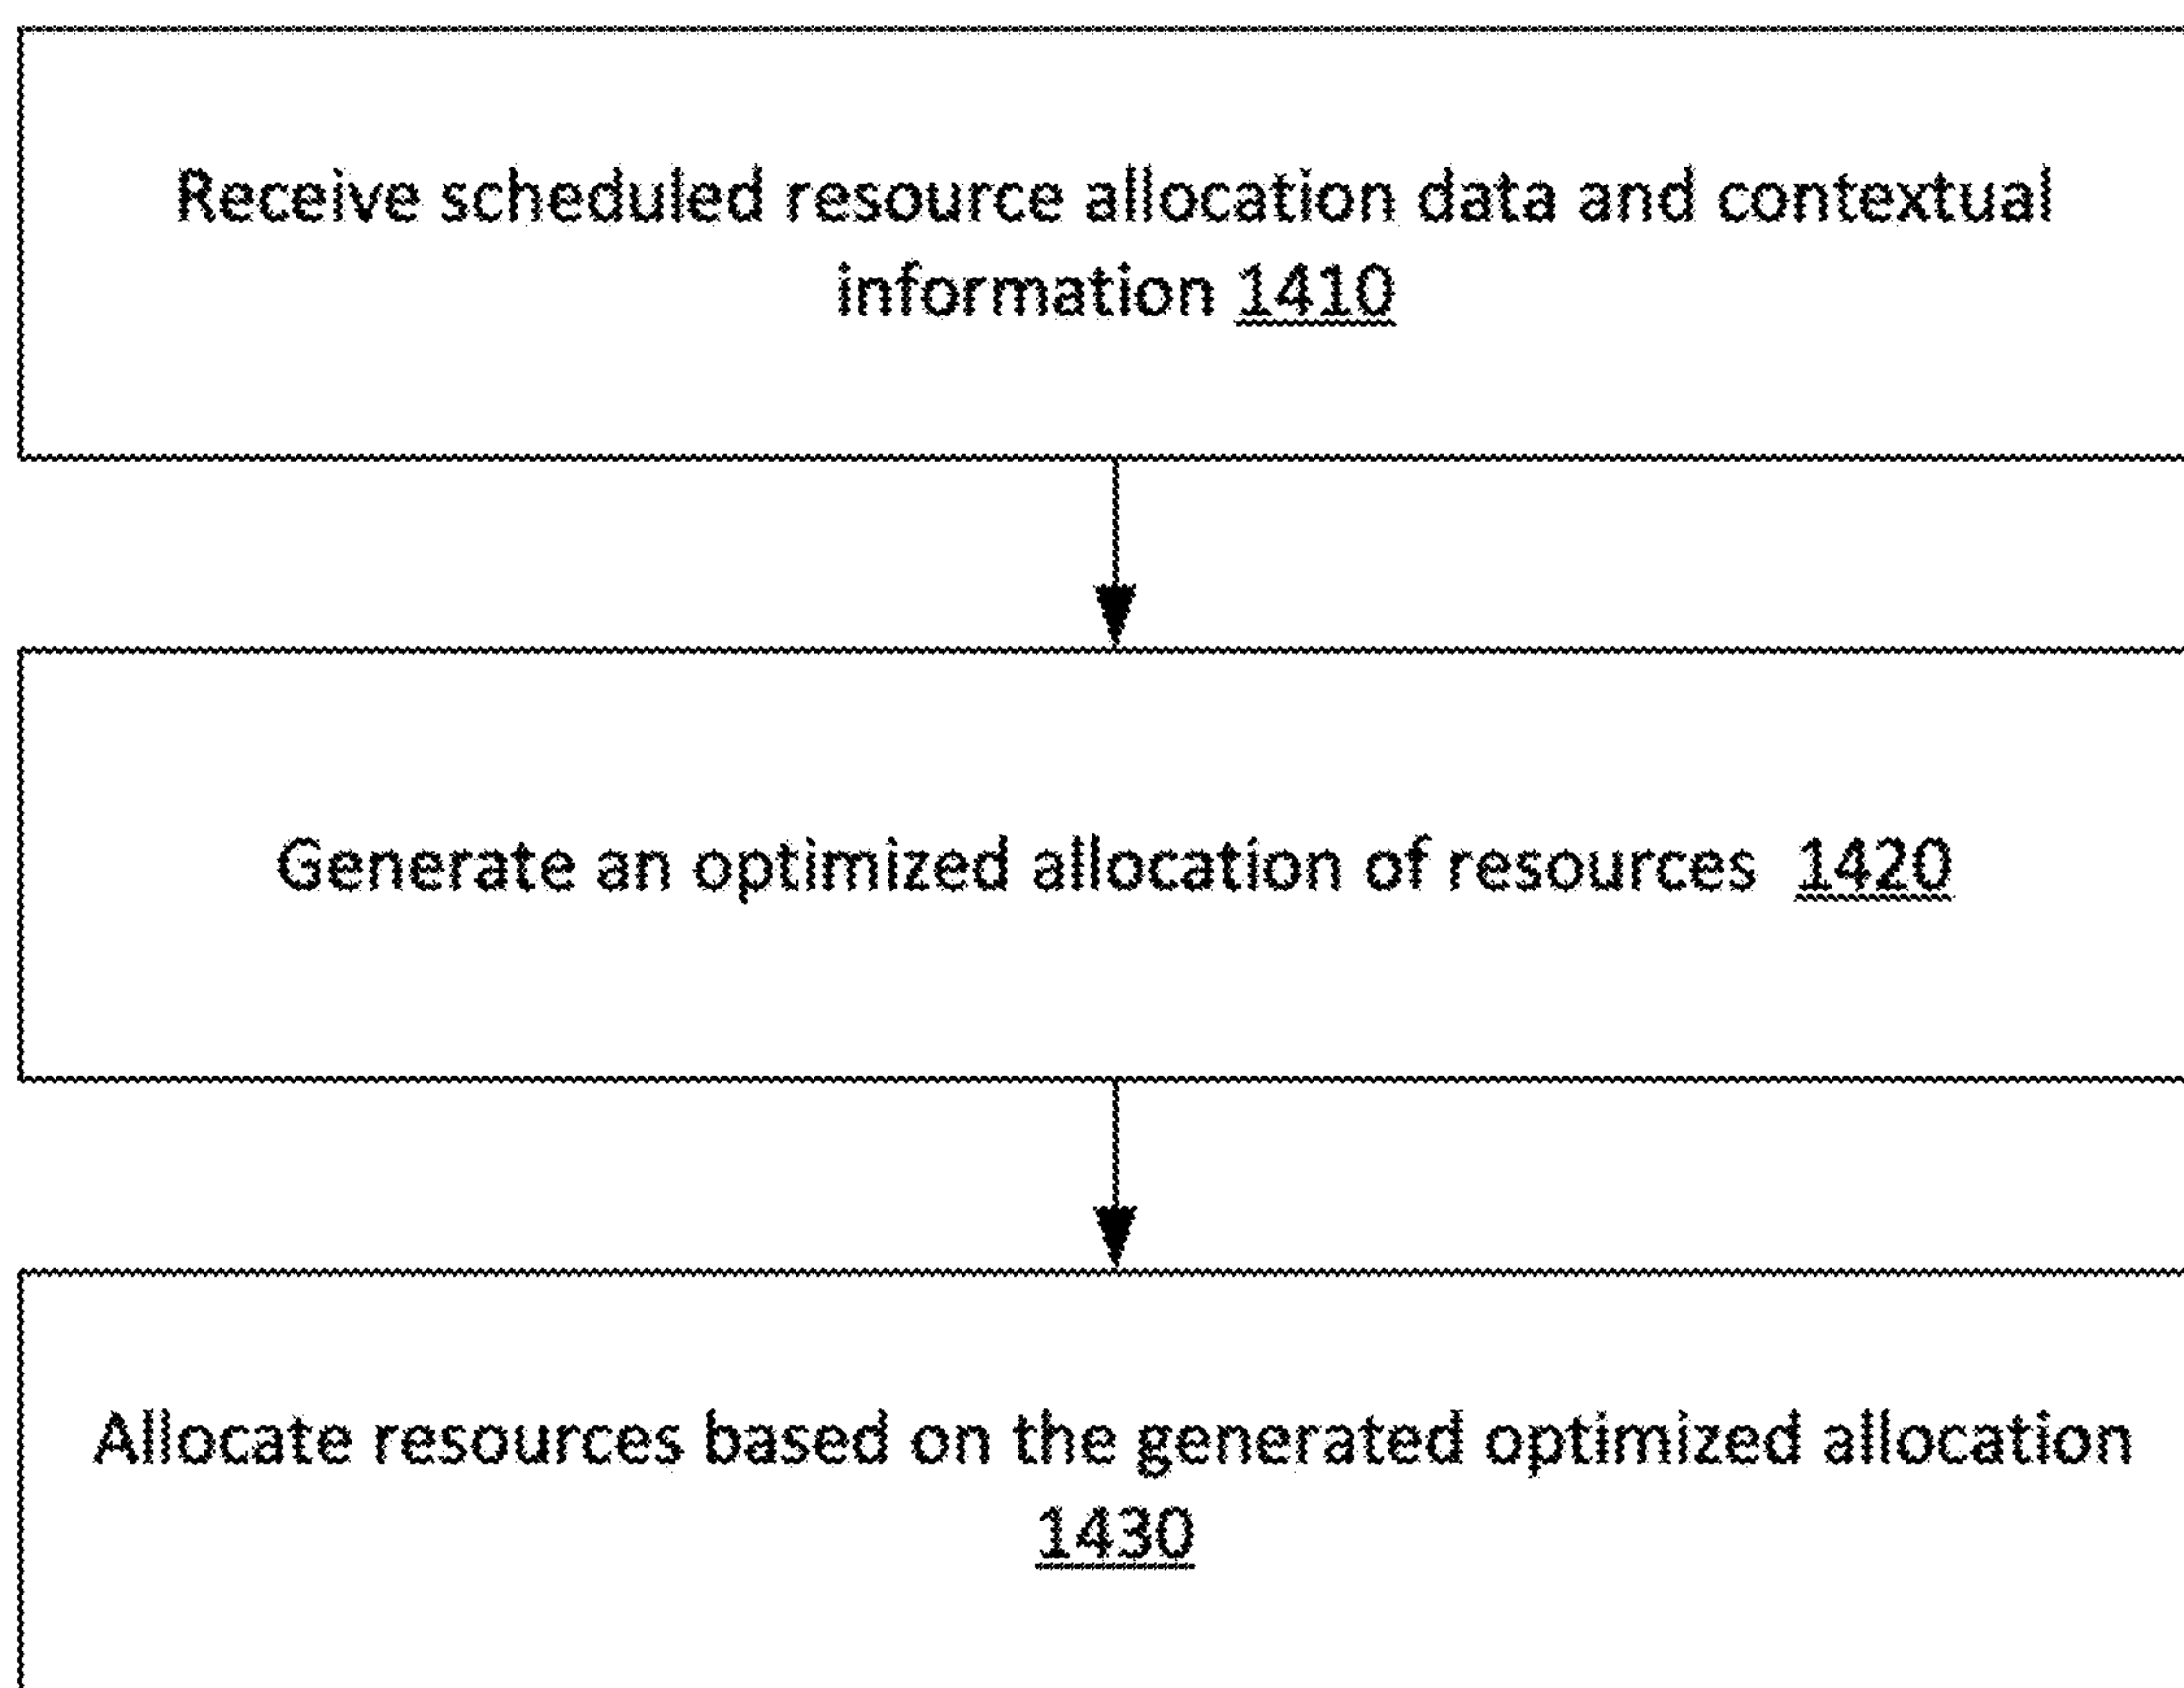 Receive scheduled resource allocation data and contextual
information 1410
Generate an optimized allocation of resources 1420
Allocate resources based on the generated optimized allocation
1430